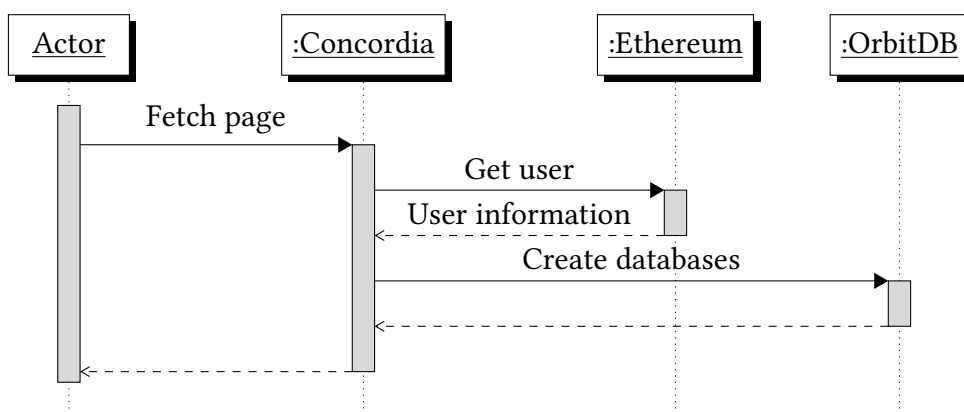 Actor
:Concordia
:Ethereum
:OrbitDB
Fetch page
Get user
User information
Create databases